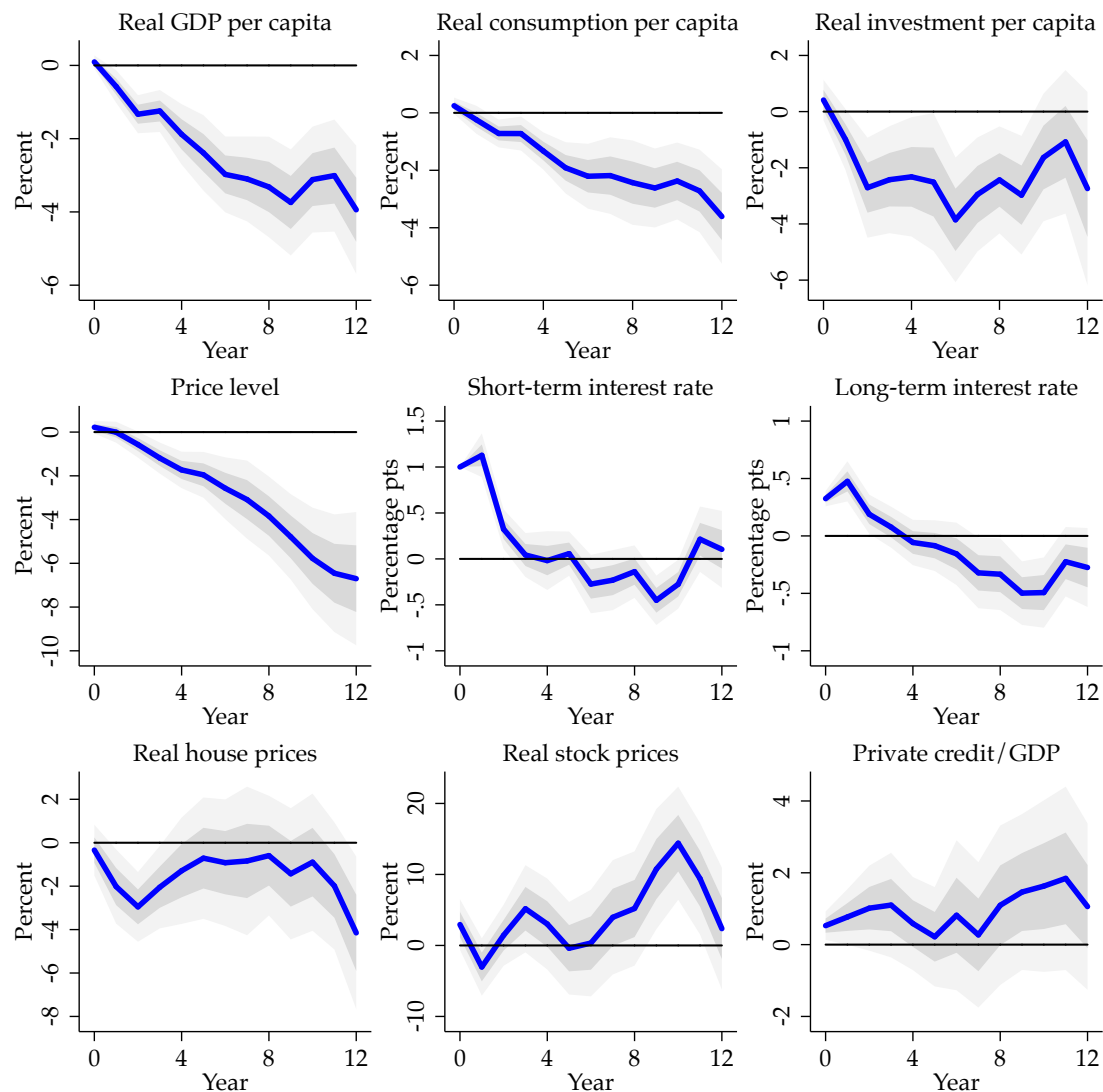 Real GDP per capita
Percent
0
-2
-4
-6
0 4 8 12
Year
Real consumption per capita
Percent
2
0
-2
-4
-6
0 4 8 12
Year
Real investment per capita
Percent
2
0
-2
-4
-6
0 4 8 12
Year
Price level
Percent
0
-2
-4
-6
-8
-10
0 4 8 12
Year
Short-term interest rate
Percentage pts
1.5
1
.5
0
-.5
-1
0 4 8 12
Year
Long-term interest rate
Percentage pts
1
.5
0
-.5
-1
0 4 8 12
Year
Real house prices
Percent
2
0
-2
-4
-6
-8
0 4 8 12
Year
Real stock prices
Percent
20
10
0
-10
0 4 8 12
Year
Private credit/GDP
Percent
4
2
0
-2
0 4 8 12
Year